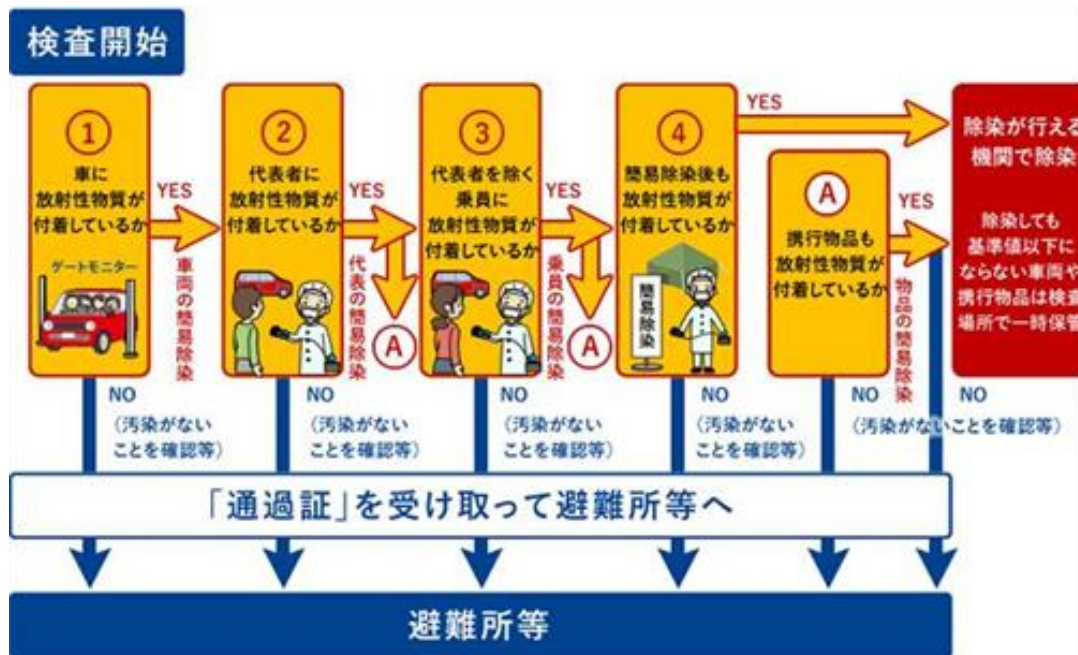 検査開始
①
車に
放射性物質が
付着しているか
ゲートモニター
YES
車両の簡易除染
NO
(汚染がない
ことを確認等)
②
代表者に
放射性物質が
付着しているか
YES
代表の簡易除染
A
NO
(汚染がない
ことを確認等)
③
代表者を除く
乗員に
放射性物質が
付着しているか
YES
乗員の簡易除染
A
NO
(汚染がない
ことを確認等)
④
簡易除染後も
放射性物質が
付着しているか
簡易除染
YES
NO
(汚染がない
ことを確認等)
A
携行物品も
放射性物質が
付着しているか
YES
物品の簡易除染
NO
NO
(汚染がないことを確認等)
除染が行える
機関で除染
除染しても
基準値以下に
ならない車両や
携行物品は検査
場所で一時保管
「通過証」を受け取って避難所等へ
避難所等